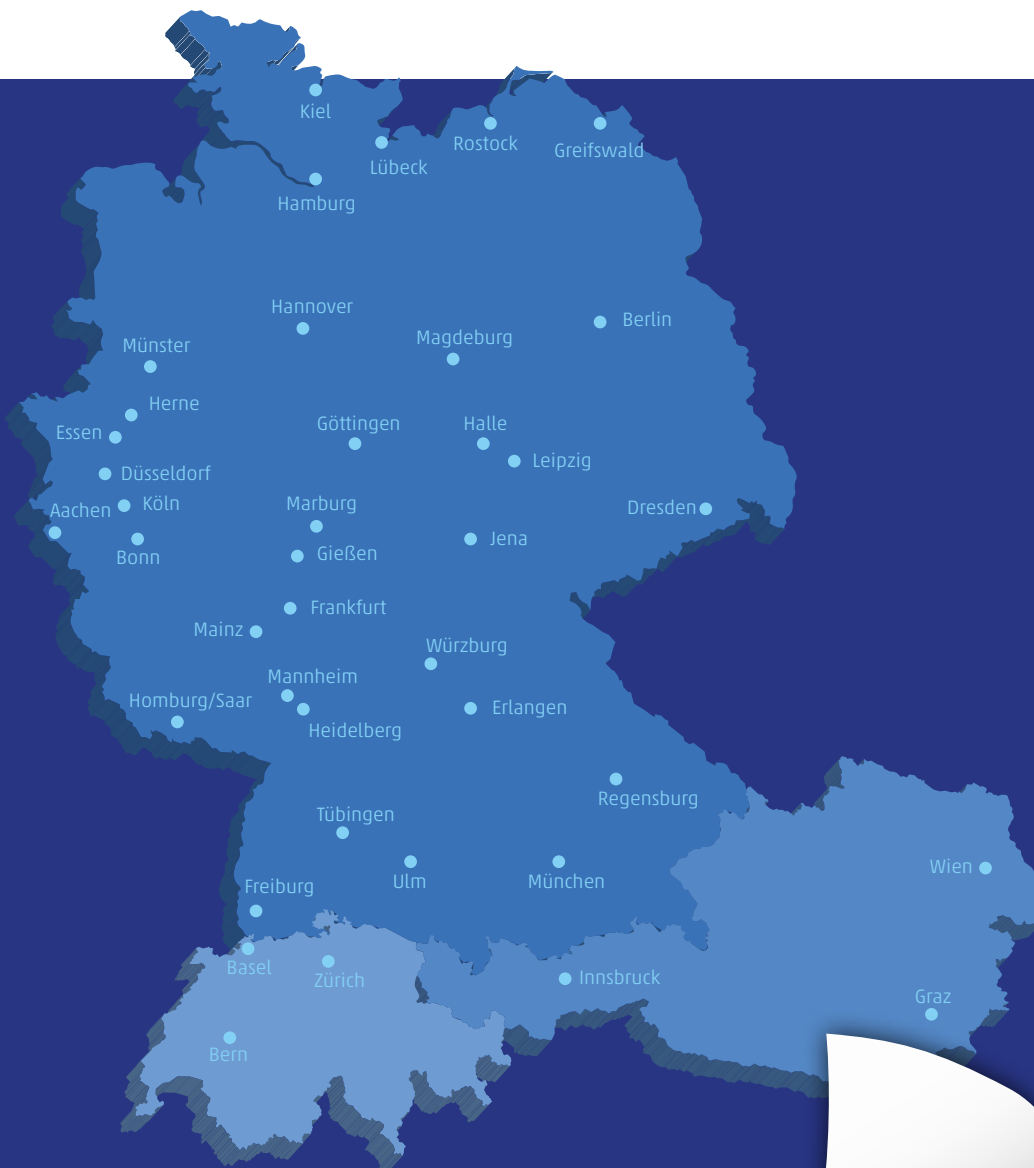 Kiel
Rostock
Greifswald
Lübeck
Hamburg
Hannover
Berlin
Magdeburg
Münster
Herne
Göttingen
Halle
Essen
Leipzig
Düsseldorf
Köln
Marburg
Dresden
Aachen
Jena
Gießen
Bonn
Frankfurt
Mainz
Würzburg
Mannheim
Homburg/Saar
Erlangen
Heidelberg
Regensburg
Tübingen
Wien
Ulm
München
Freiburg
Basel
Innsbruck
Zürich
Graz
Bern